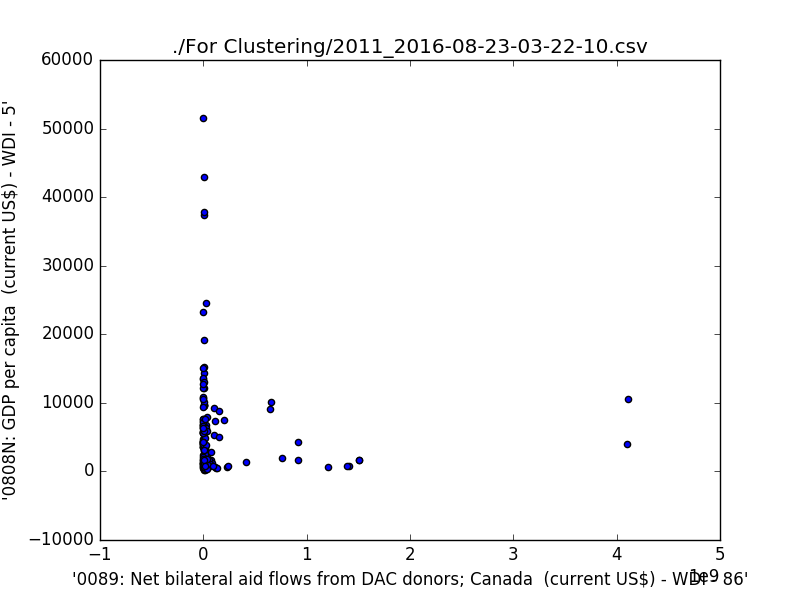 ./For Clustering/2011_2016-08-23-03-22-10.csv
60000
50000
40000
30000
20000
10000
0
−10000
'0808N: GDP per capita  (current US$) - WDI - 5'
−1 0 1 2 3 4 5
1e9
'0089: Net bilateral aid flows from DAC donors; Canada  (current US$) - WDI - 86'